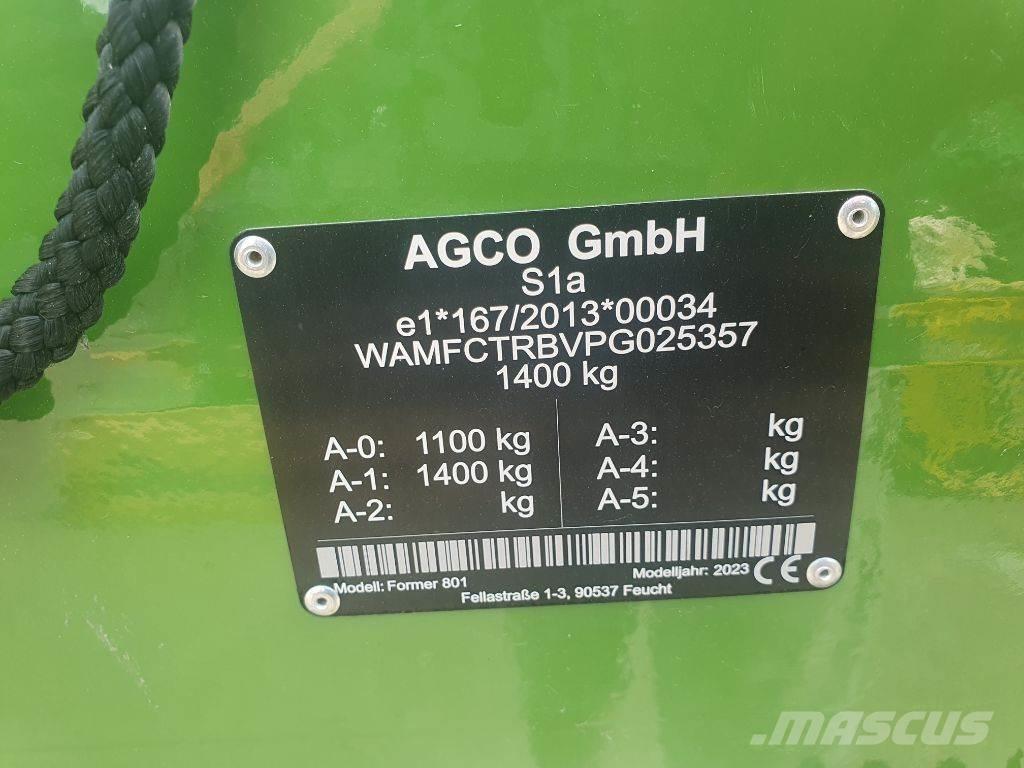 AGCO GmbH
S1a
e1*167/2013*00034
WAMFCTRBVPG025357
1400 kg
A-0: 1100 kg
A-1: 1400 kg
A-2: kg
A-3: kg
A-4: kg
A-5: kg
Modell: Former 801
Modelljahr: 2023 CE
Fellastraße 1-3, 90537 Feucht
MASCUS